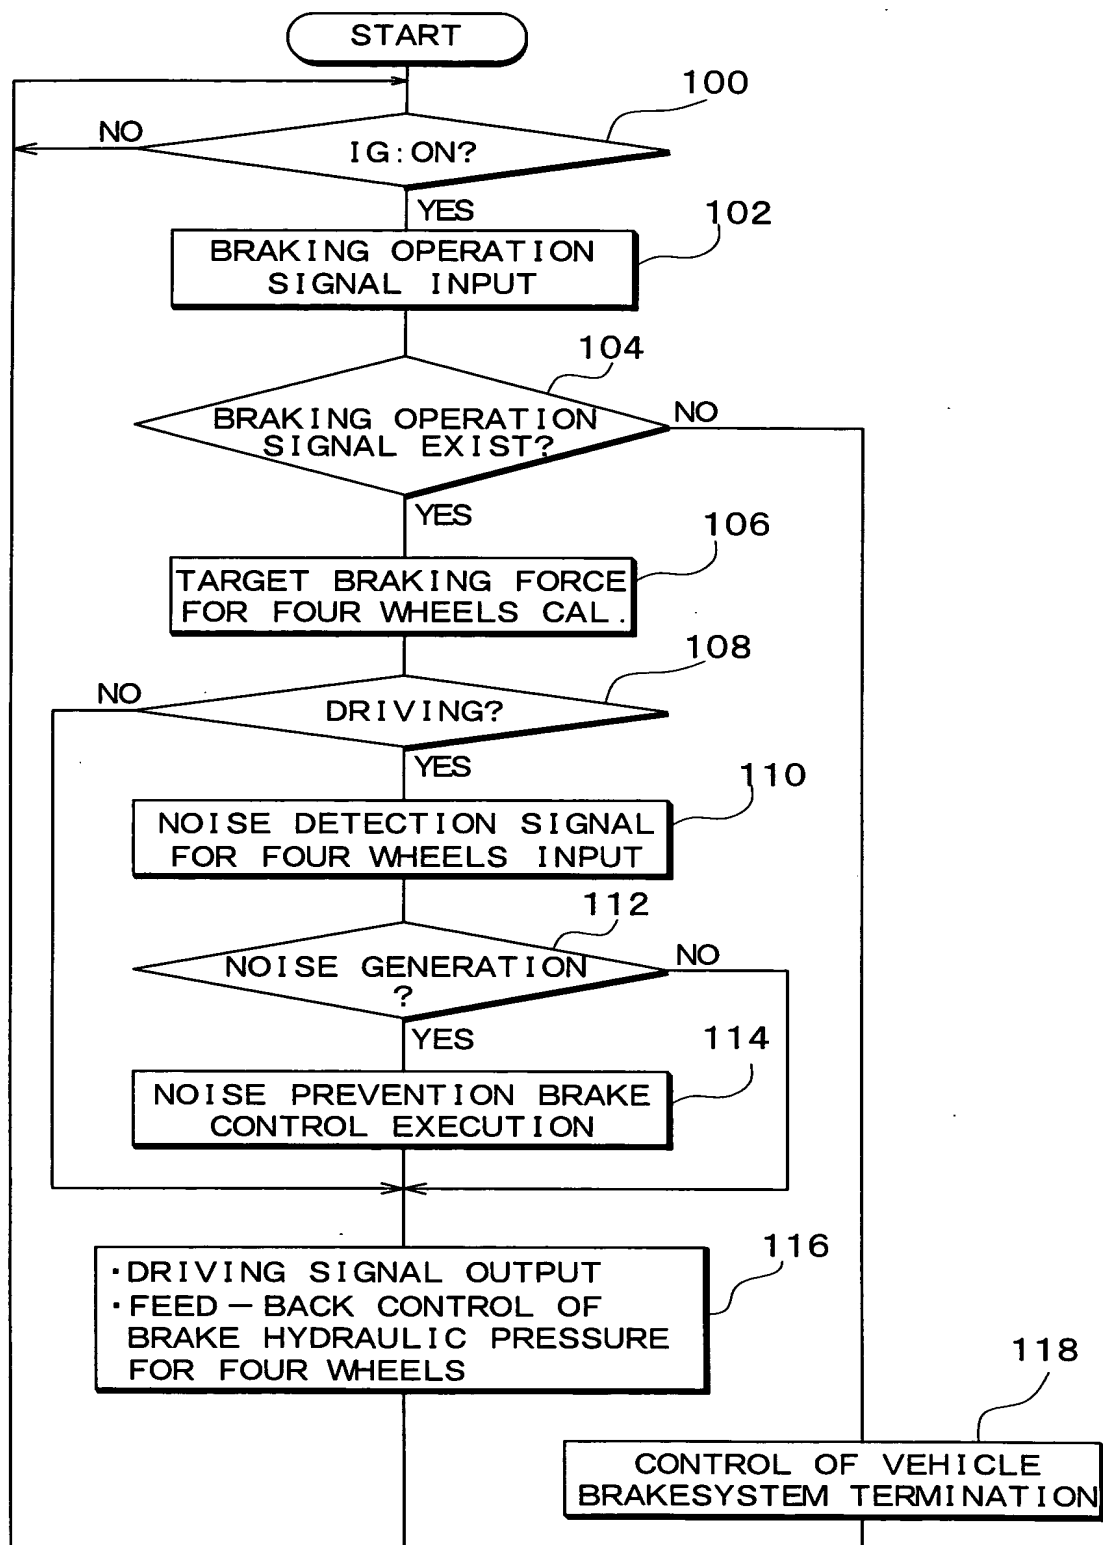 START
100
NO
IG:ON?
YES
102
BRAKING OPERATION
SIGNAL INPUT
104
BRAKING OPERATION
SIGNAL EXIST?
NO
YES
106
TARGET BRAKING FORCE
FOR FOUR WHEELS CAL.
108
NO
DRIVING?
YES
110
NOISE DETECTION SIGNAL
FOR FOUR WHEELS INPUT
112
NOISE GENERATION
?
NO
YES
114
NOISE PREVENTION BRAKE
CONTROL EXECUTION
116
・DRIVING SIGNAL OUTPUT
・FEED-BACK CONTROL OF
BRAKE HYDRAULIC PRESSURE
FOR FOUR WHEELS
118
CONTROL OF VEHICLE
BRAKESYSTEM TERMINATION